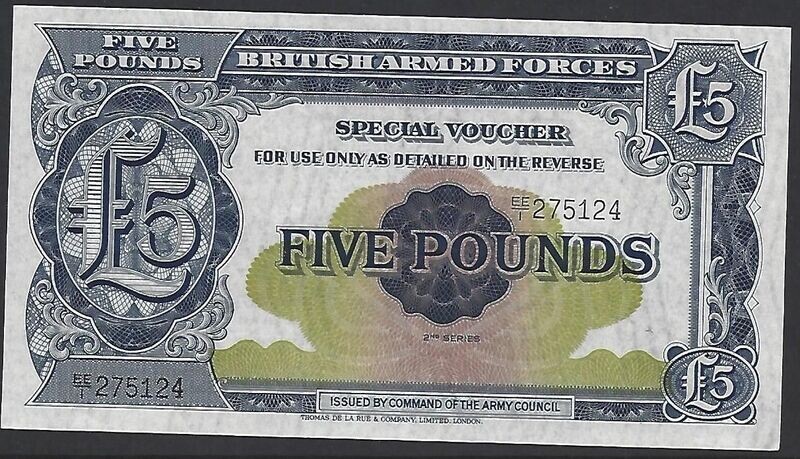 FIVE
POUNDS
BRITISH ARMED FORCES
£5
SPECIAL VOUCHER
FOR USE ONLY AS DETAILED ON THE REVERSE
EE/1 275124
£5
FIVE POUNDS
2ND SERIES
EE/1 275124
£5
ISSUED BY COMMAND OF THE ARMY COUNCIL
THOMAS DE LA RUE & COMPANY, LIMITED, LONDON.